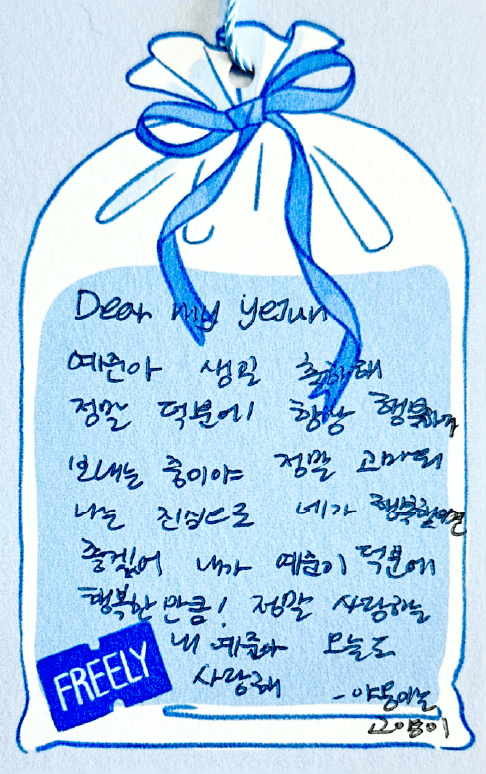 Dear my yejun
예준아 생일 축하해
정말 덕분에 항상 행복하게
보내는 중이야 정말 고마워
나는 진심으로 네가 행복했으면
좋겠어 내가 예준이 덕분에
행복한 만큼! 정말 사랑하는
내 예준아 오늘도
사랑해
FREELY
고양이